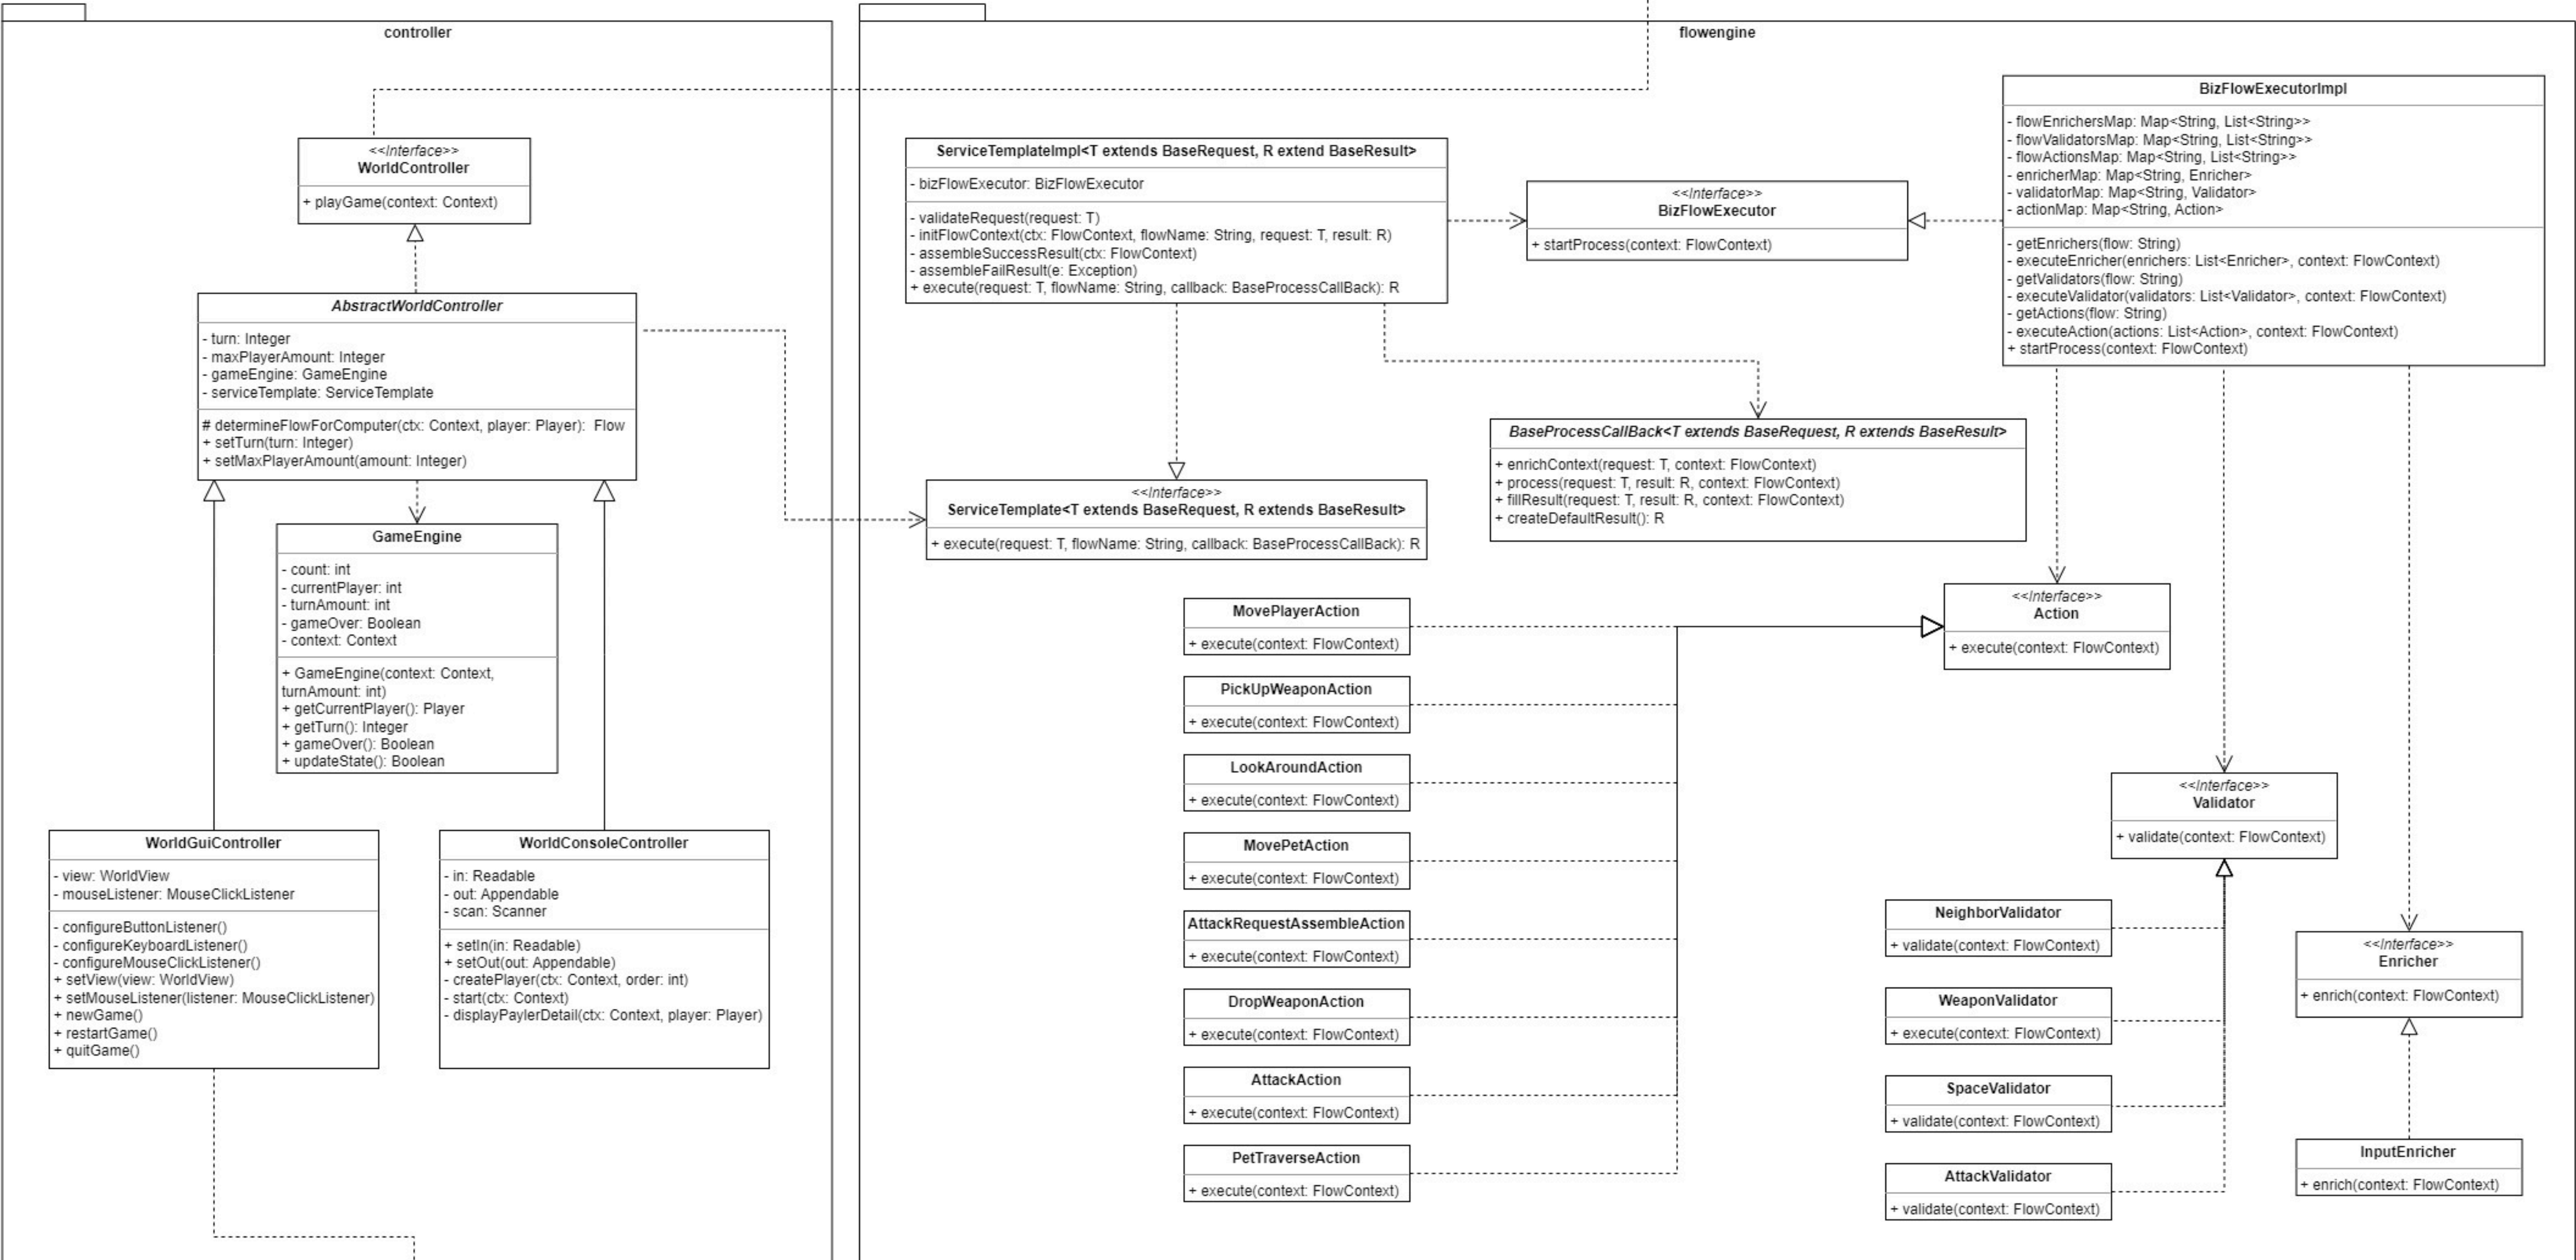 controller
<<Interface>>
WorldController
+ playGame(context: Context)
AbstractWorldController
- turn: Integer
- maxPlayerAmount: Integer
- gameEngine: GameEngine
- serviceTemplate: ServiceTemplate
# determineFlowForComputer(ctx: Context, player: Player):  Flow
+ setTurn(turn: Integer)
+ setMaxPlayerAmount(amount: Integer)
GameEngine
- count: int
- currentPlayer: int
- turnAmount: int
- gameOver: Boolean
- context: Context
+ GameEngine(context: Context,
turnAmount: int)
+ getCurrentPlayer(): Player
+ getTurn(): Integer
+ gameOver(): Boolean
+ updateState(): Boolean
WorldGuiController
- view: WorldView
- mouseListener: MouseClickListener
- configureButtonListener()
- configureKeyboardListener()
- configureMouseClickListener()
+ setView(view: WorldView)
+ setMouseListener(listener: MouseClickListener)
+ newGame()
+ restartGame()
+ quitGame()
WorldConsoleController
- in: Readable
- out: Appendable
- scan: Scanner
+ setIn(in: Readable)
+ setOut(out: Appendable)
- createPlayer(ctx: Context, order: int)
- start(ctx: Context)
- displayPaylerDetail(ctx: Context, player: Player)
flowengine
ServiceTemplateImpl<T extends BaseRequest, R extend BaseResult>
- bizFlowExecutor: BizFlowExecutor
- validateRequest(request: T)
- initFlowContext(ctx: FlowContext, flowName: String, request: T, result: R)
- assembleSuccessResult(ctx: FlowContext)
- assembleFailResult(e: Exception)
+ execute(request: T, flowName: String, callback: BaseProcessCallBack): R
<<Interface>>
BizFlowExecutor
+ startProcess(context: FlowContext)
BizFlowExecutorImpl
- flowEnrichersMap: Map<String, List<String>>
- flowValidatorsMap: Map<String, List<String>>
- flowActionsMap: Map<String, List<String>>
- enricherMap: Map<String, Enricher>
- validatorMap: Map<String, Validator>
- actionMap: Map<String, Action>
- getEnrichers(flow: String)
- executeEnricher(enrichers: List<Enricher>, context: FlowContext)
- getValidators(flow: String)
- executeValidator(validators: List<Validator>, context: FlowContext)
- getActions(flow: String)
- executeAction(actions: List<Action>, context: FlowContext)
+ startProcess(context: FlowContext)
BaseProcessCallBack<T extends BaseRequest, R extends BaseResult>
+ enrichContext(request: T, context: FlowContext)
+ process(request: T, result: R, context: FlowContext)
+ fillResult(request: T, result: R, context: FlowContext)
+ createDefaultResult(): R
<<Interface>>
ServiceTemplate<T extends BaseRequest, R extends BaseResult>
+ execute(request: T, flowName: String, callback: BaseProcessCallBack): R
MovePlayerAction
+ execute(context: FlowContext)
PickUpWeaponAction
+ execute(context: FlowContext)
LookAroundAction
+ execute(context: FlowContext)
MovePetAction
+ execute(context: FlowContext)
AttackRequestAssembleAction
+ execute(context: FlowContext)
DropWeaponAction
+ execute(context: FlowContext)
AttackAction
+ execute(context: FlowContext)
PetTraverseAction
+ execute(context: FlowContext)
<<Interface>>
Action
+ execute(context: FlowContext)
<<Interface>>
Validator
+ validate(context: FlowContext)
NeighborValidator
+ validate(context: FlowContext)
WeaponValidator
+ execute(context: FlowContext)
SpaceValidator
+ validate(context: FlowContext)
AttackValidator
+ validate(context: FlowContext)
<<Interface>>
Enricher
+ enrich(context: FlowContext)
InputEnricher
+ enrich(context: FlowContext)